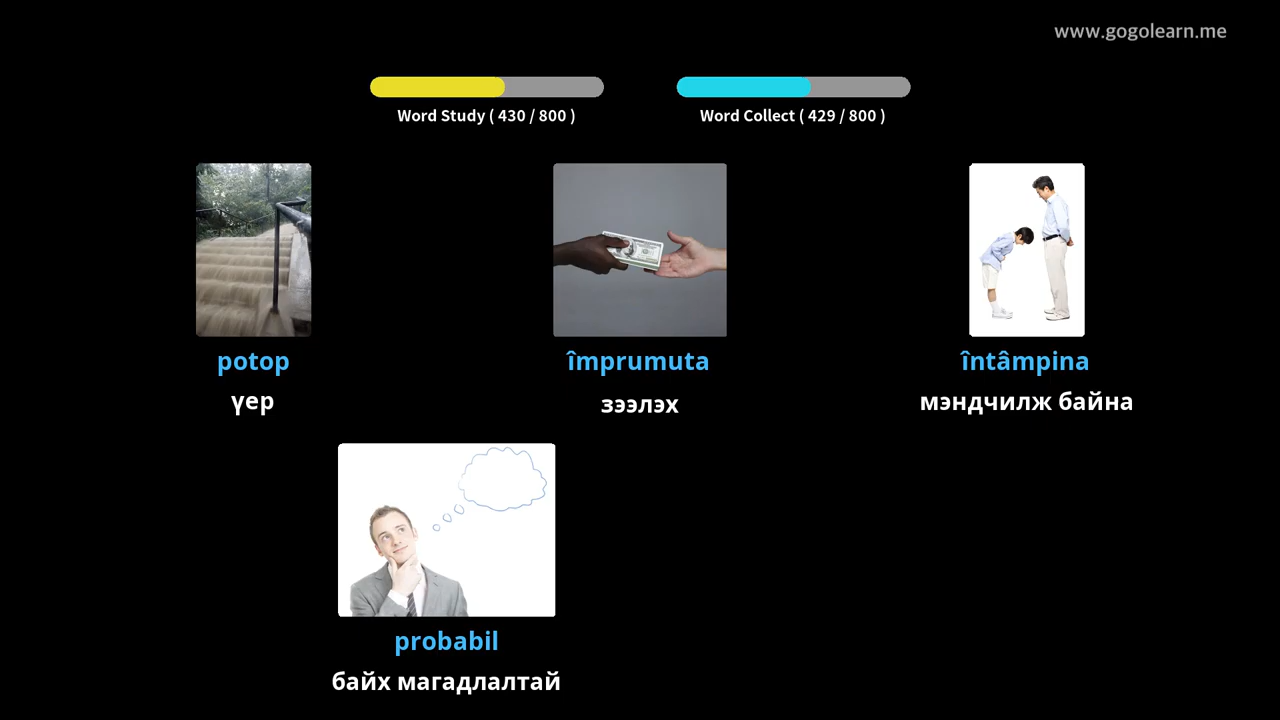 www.gogolearn.me
Word Study ( 430 / 800 )
Word Collect ( 429 / 800 )
potop
үер
împrumuta
зээлэх
întâmpina
мэндчилж байна
probabil
байх магадлалтай